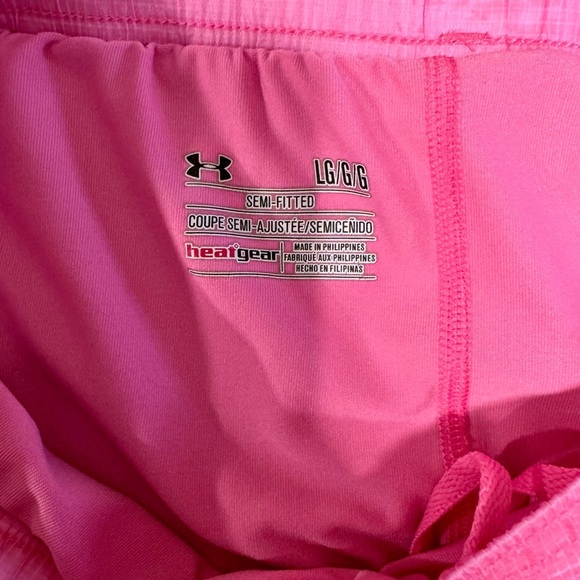 LG/G/G
SEMI-FITTED
COUPE SEMI-AJUSTÉE/SEMICEÑIDO
heatgear
MADE IN PHILIPPINES
FABRIQUÉ AUX PHILIPPINES
HECHO EN FILIPINAS